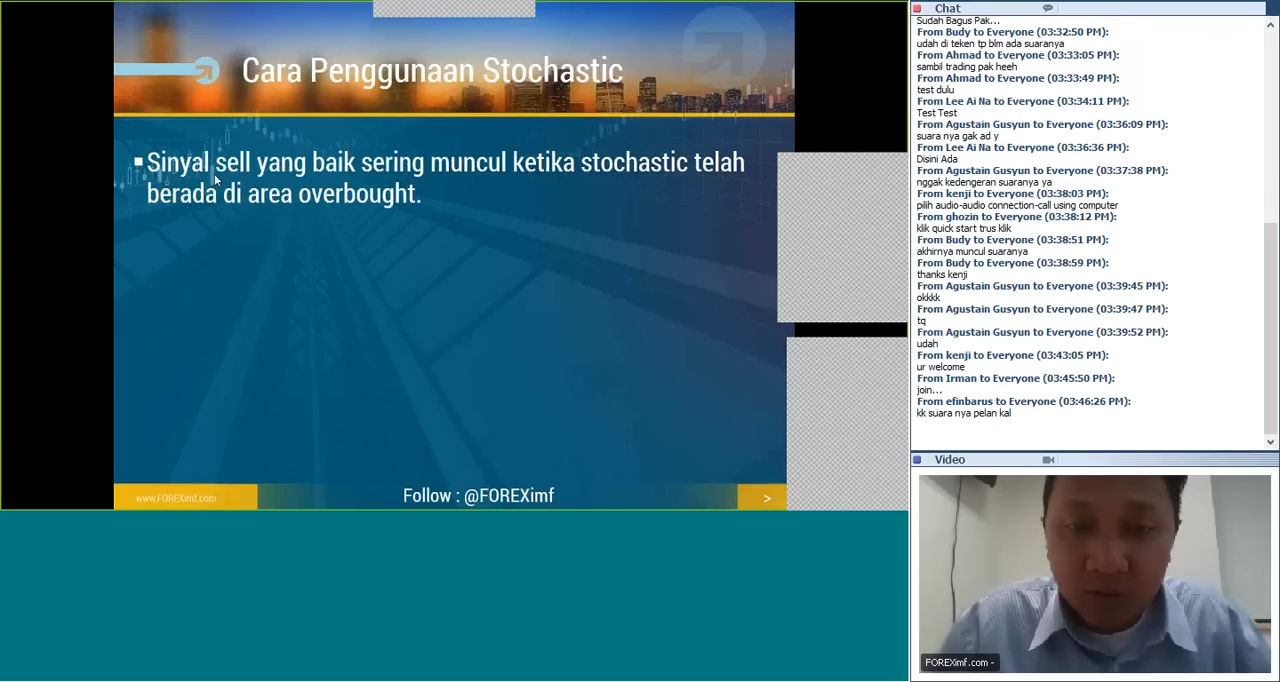 Cara Penggunaan Stochastic
Sinyal sell yang baik sering muncul ketika stochastic telah
berada di area overbought.
www.FOREXimf.com
Follow : @FOREXimf
>
Chat
Sudah Bagus Pak...
From Budy to Everyone (03:32:50 PM):
udah di teken tp blm ada suaranya
From Ahmad to Everyone (03:33:05 PM):
sambil trading pak heeh
From Ahmad to Everyone (03:33:49 PM):
test dulu
From Lee Ai Na to Everyone (03:34:11 PM):
Test Test
From Agustain Gusyun to Everyone (03:36:09 PM):
suara nya gak ad y
From Lee Ai Na to Everyone (03:36:36 PM):
Disini Ada
From Agustain Gusyun to Everyone (03:37:38 PM):
nggak kedengeran suaranya ya
From kenji to Everyone (03:38:03 PM):
pilih audio-audio connection-call using computer
From ghozin to Everyone (03:38:12 PM):
klik quick start trus klik
From Budy to Everyone (03:38:51 PM):
akhirnya muncul suaranya
From Budy to Everyone (03:38:59 PM):
thanks kenji
From Agustain Gusyun to Everyone (03:39:45 PM):
okkkk
From Agustain Gusyun to Everyone (03:39:47 PM):
tq
From Agustain Gusyun to Everyone (03:39:52 PM):
udah
From kenji to Everyone (03:43:05 PM):
ur welcome
From Irman to Everyone (03:45:50 PM):
join...
From efinbarus to Everyone (03:46:26 PM):
kk suara nya pelan kal
Video
FOREXimf.com -